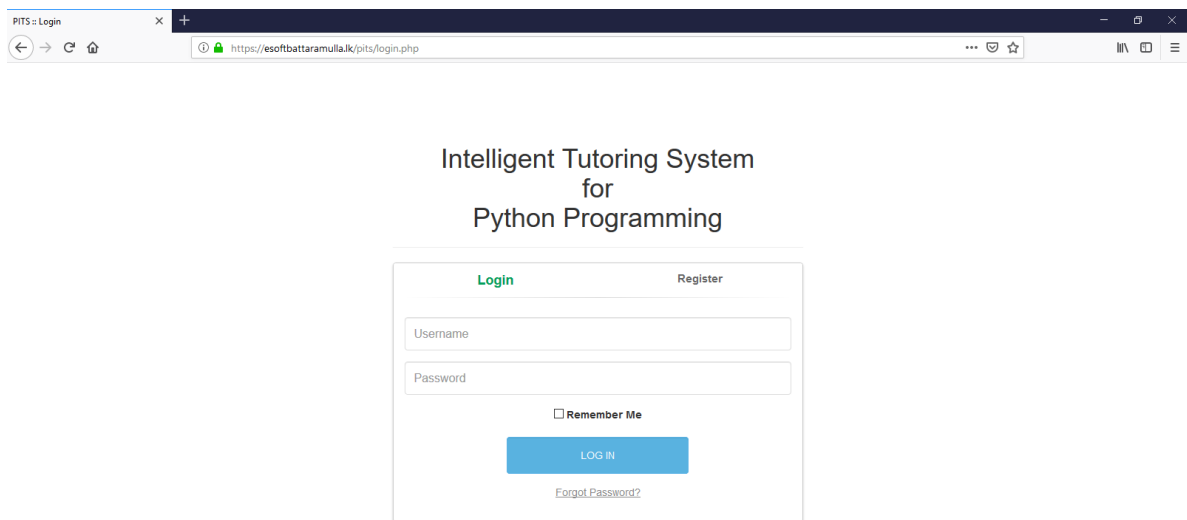 PITS :: Login
https://esoftbattaramulla.lk/pits/login.php
Intelligent Tutoring System
for
Python Programming
Login
Register
Username
Password
Remember Me
LOG IN
Forgot Password?